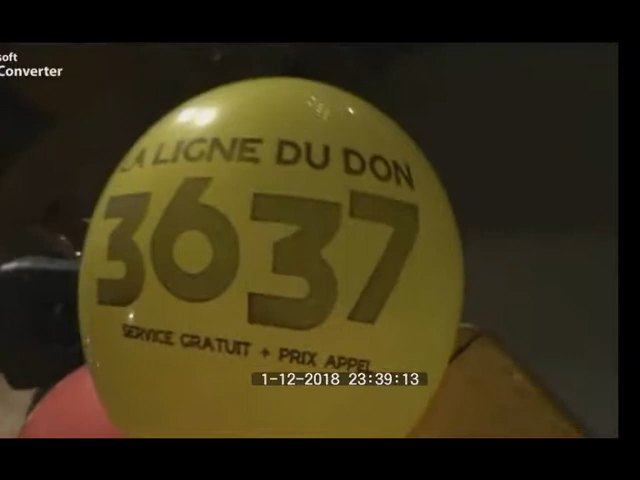 soft
Converter
LA LIGNE DU DON
3637
SERVICE GRATUIT + PRIX APPEL
1-12-2018 23:39:13